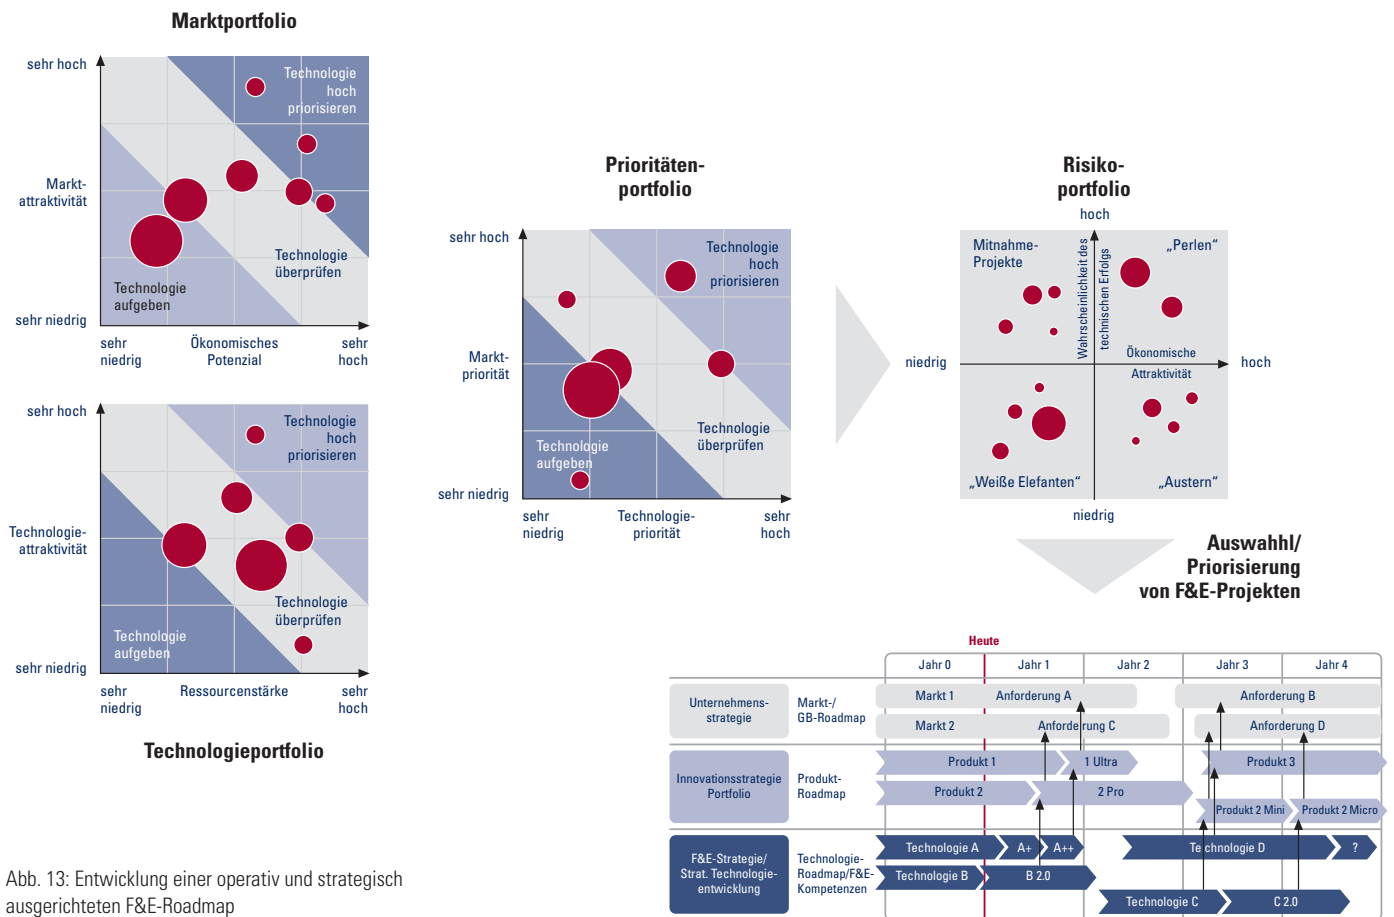 Marktportfolio
sehr hoch
Technologie
hoch
priorisieren
Markt-
attraktivität
Technologie
überprüfen
Technologie
aufgeben
sehr niedrig
sehr
niedrig
Ökonomisches
Potenzial
sehr
hoch
sehr hoch
Technologie
hoch
priorisieren
Technologie-
attraktivität
Technologie
überprüfen
Technologie
aufgeben
sehr niedrig
sehr
niedrig
Ressourcenstärke
sehr
hoch
Technologieportfolio
Prioritäten-
portfolio
sehr hoch
Technologie
hoch
priorisieren
Markt-
priorität
Technologie
überprüfen
Technologie
aufgeben
sehr niedrig
sehr
niedrig
Technologie-
priorität
sehr
hoch
Risiko-
portfolio
hoch
Mitnahme-
Projekte
Wahrscheinlichkeit des
technischen Erfolgs
„Perlen“
niedrig
Ökonomische
Attraktivität
hoch
„Weiße Elefanten“
„Austern“
niedrig
Auswahhl/
Priorisierung
von F&E-Projekten
Heute
Jahr 0
Jahr 1
Jahr 2
Jahr 3
Jahr 4
Unternehmens-
strategie
Markt-/
GB-Roadmap
Markt 1
Anforderung A
Anforderung B
Markt 2
Anforderung C
Anforderung D
Innovationsstrategie
Portfolio
Produkt-
Roadmap
Produkt 1
1 Ultra
Produkt 3
Produkt 2
2 Pro
Produkt 2 Mini
Produkt 2 Micro
F&E-Strategie/
Strat. Technologie-
entwicklung
Technologie-
Roadmap/F&E-
Kompetenzen
Technologie A
A+
A++
Technologie D
?
Technologie B
B 2.0
Technologie C
C 2.0
Abb. 13: Entwicklung einer operativ und strategisch
ausgerichteten F&E-Roadmap